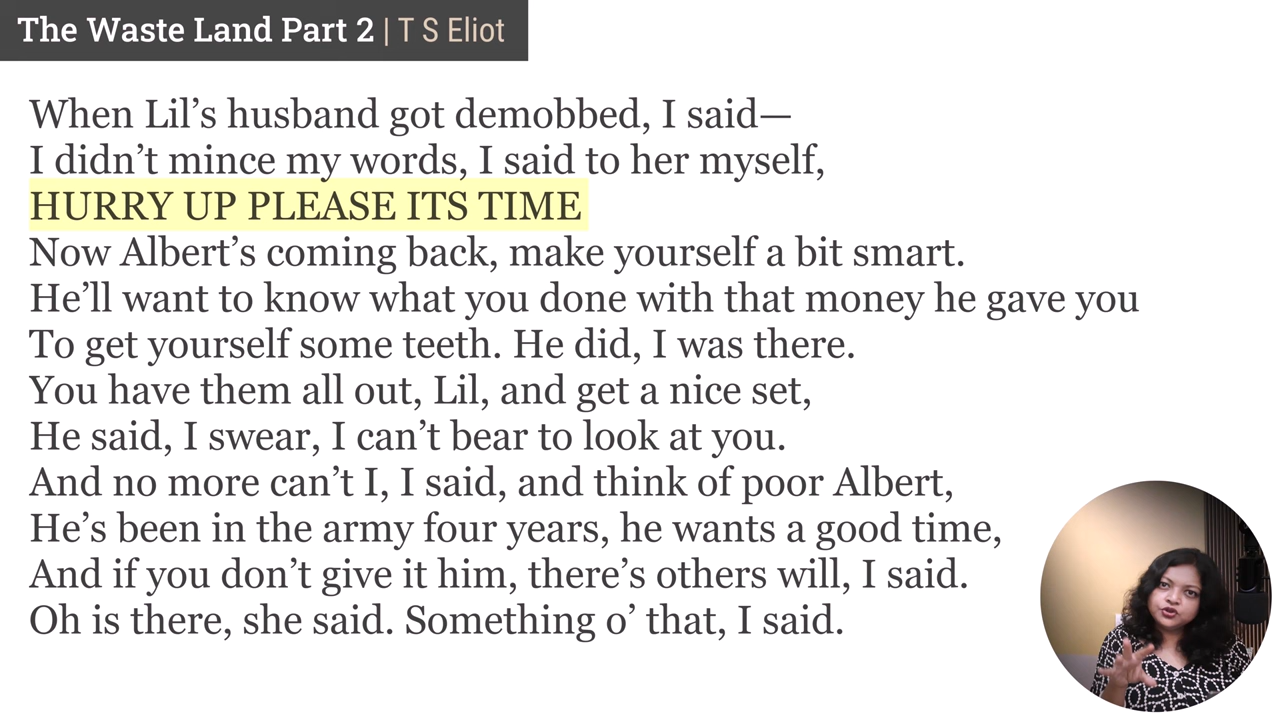 The Waste Land Part 2 | T S Eliot
When Lil’s husband got demobbed, I said—
I didn’t mince my words, I said to her myself,
HURRY UP PLEASE ITS TIME
Now Albert’s coming back, make yourself a bit smart.
He’ll want to know what you done with that money he gave you
To get yourself some teeth. He did, I was there.
You have them all out, Lil, and get a nice set,
He said, I swear, I can’t bear to look at you.
And no more can’t I, I said, and think of poor Albert,
He’s been in the army four years, he wants a good time,
And if you don’t give it him, there’s others will, I said.
Oh is there, she said. Something o’ that, I said.